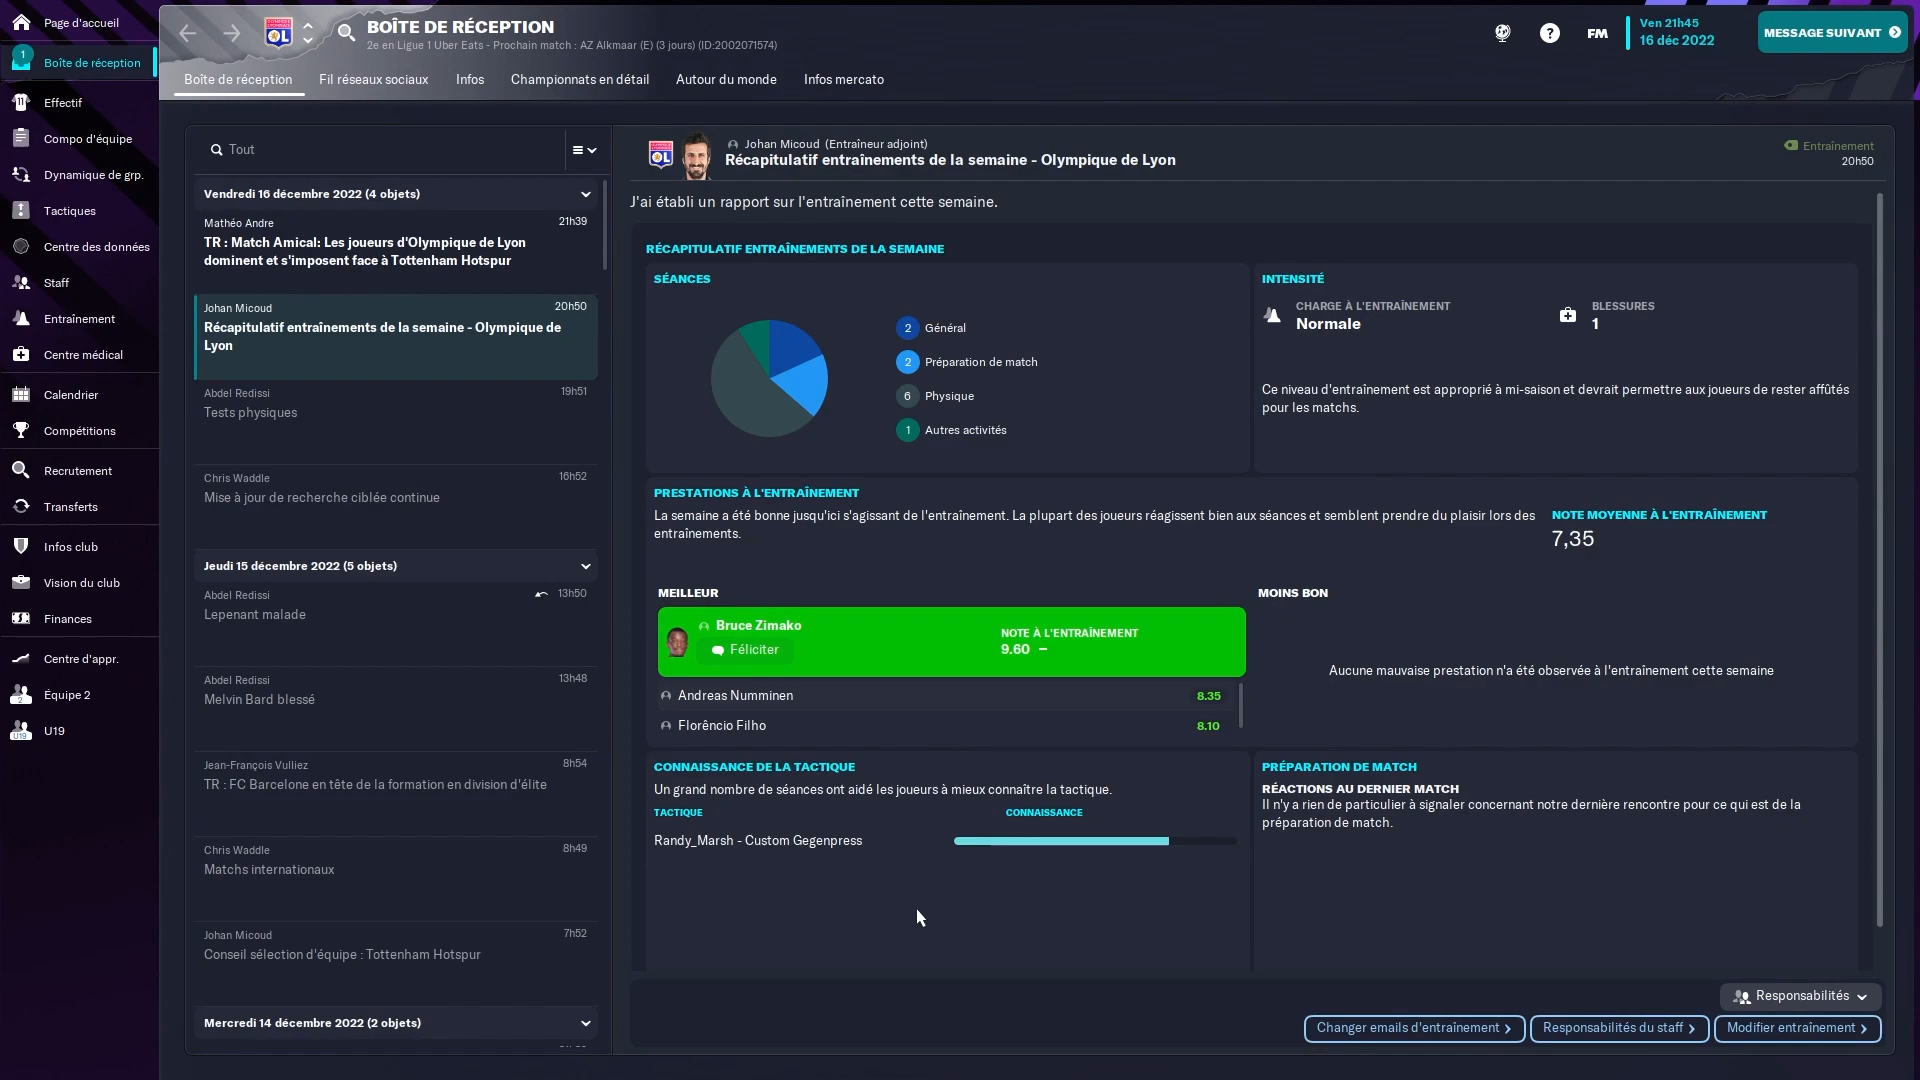 Page d'accueil
1
Boîte de réception
Effectif
Compo d'équipe
Dynamique de grp.
Tactiques
Centre des données
Staff
Entraînement
Centre médical
Calendrier
Compétitions
Recrutement
Transferts
Infos club
Vision du club
Finances
Centre d'appr.
2
Équipe 2
U19
U19
OL
BOÎTE DE RÉCEPTION
2e en Ligue 1 Uber Eats - Prochain match : AZ Alkmaar (E) (3 jours) (ID:2002071574)
FM
Ven 21h45
16 déc 2022
MESSAGE SUIVANT
Boîte de réception
Fil réseaux sociaux
Infos
Championnats en détail
Autour du monde
Infos mercato
Tout
Vendredi 16 décembre 2022 (4 objets)
Mathéo Andre 21h39
TR : Match Amical: Les joueurs d'Olympique de Lyon
dominent et s'imposent face à Tottenham Hotspur
Johan Micoud 20h50
Récapitulatif entraînements de la semaine - Olympique de
Lyon
Abdel Redissi 19h51
Tests physiques
Chris Waddle 16h52
Mise à jour de recherche ciblée continue
Jeudi 15 décembre 2022 (5 objets)
Abdel Redissi 13h50
Lepenant malade
Abdel Redissi 13h48
Melvin Bard blessé
Jean-François Vulliez 8h54
TR : FC Barcelone en tête de la formation en division d'élite
Chris Waddle 8h49
Matchs internationaux
Johan Micoud 7h52
Conseil sélection d'équipe : Tottenham Hotspur
Mercredi 14 décembre 2022 (2 objets)
OL
Johan Micoud (Entraîneur adjoint)
Récapitulatif entraînements de la semaine - Olympique de Lyon
Entraînement
20h50
J'ai établi un rapport sur l'entraînement cette semaine.
RÉCAPITULATIF ENTRAÎNEMENTS DE LA SEMAINE
SÉANCES
2 Général
2 Préparation de match
6 Physique
1 Autres activités
INTENSITÉ
CHARGE À L'ENTRAÎNEMENT
Normale
BLESSURES
1
Ce niveau d'entraînement est approprié à mi-saison et devrait permettre aux joueurs de rester affûtés
pour les matchs.
PRESTATIONS À L'ENTRAÎNEMENT
La semaine a été bonne jusqu'ici s'agissant de l'entraînement. La plupart des joueurs réagissent bien aux séances et semblent prendre du plaisir lors des
entraînements.
NOTE MOYENNE À L'ENTRAÎNEMENT
7,35
MEILLEUR
Bruce Zimako
Féliciter
NOTE À L'ENTRAÎNEMENT
9.60 –
Andreas Numminen 8.35
Florêncio Filho 8.10
MOINS BON
Aucune mauvaise prestation n'a été observée à l'entraînement cette semaine
CONNAISSANCE DE LA TACTIQUE
Un grand nombre de séances ont aidé les joueurs à mieux connaître la tactique.
TACTIQUE CONNAISSANCE
Randy_Marsh - Custom Gegenpress
PRÉPARATION DE MATCH
RÉACTIONS AU DERNIER MATCH
Il n'y a rien de particulier à signaler concernant notre dernière rencontre pour ce qui est de la
préparation de match.
Responsabilités
Changer emails d'entraînement
Responsabilités du staff
Modifier entraînement